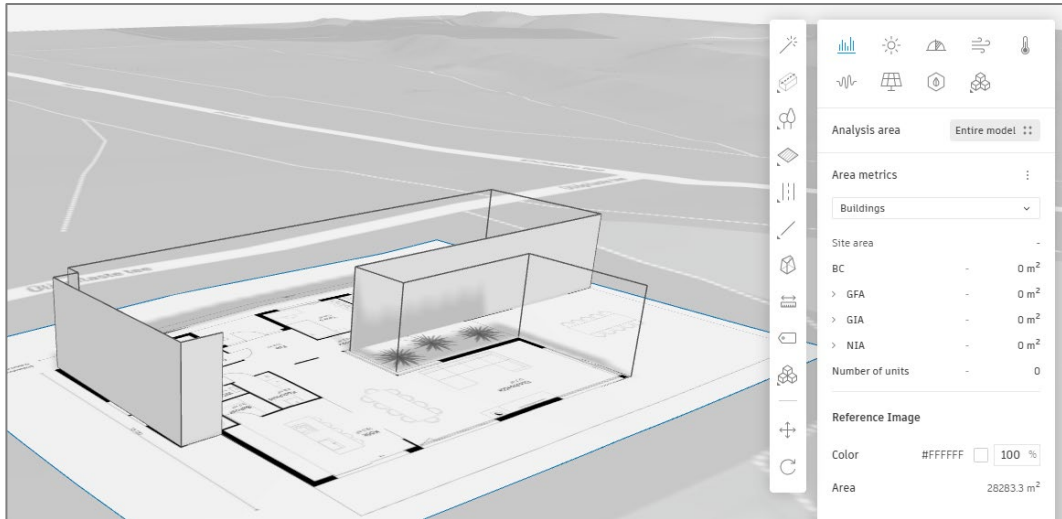 Analysis area
Entire model
Area metrics
Buildings
Site area -
BC - 0 m²
> GFA - 0 m²
> GIA - 0 m²
> NIA - 0 m²
Number of units - 0
Reference Image
Color #FFFFFF 100 %
Area 28283.3 m²